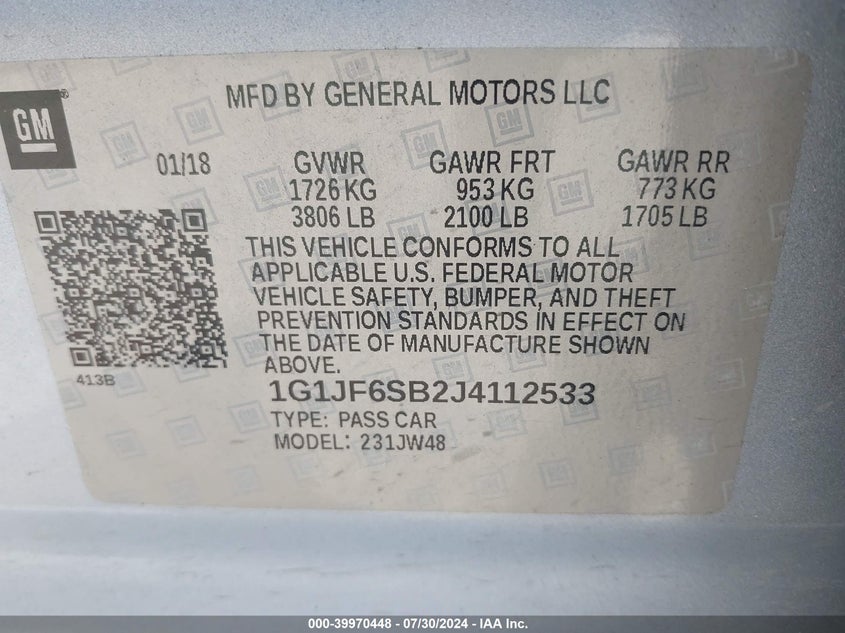 GM
MFD BY GENERAL MOTORS LLC
01/18 GVWR GAWR FRT GAWR RR
1726 KG 953 KG 773 KG
3806 LB 2100 LB 1705 LB
THIS VEHICLE CONFORMS TO ALL
APPLICABLE U.S. FEDERAL MOTOR
VEHICLE SAFETY, BUMPER, AND THEFT
PREVENTION STANDARDS IN EFFECT ON
THE DATE OF MANUFACTURE SHOWN
ABOVE.
413B
1G1JF6SB2J4112533
TYPE: PASS CAR
MODEL: 231JW48
000-39970448 - 07/30/2024 - IAA Inc.